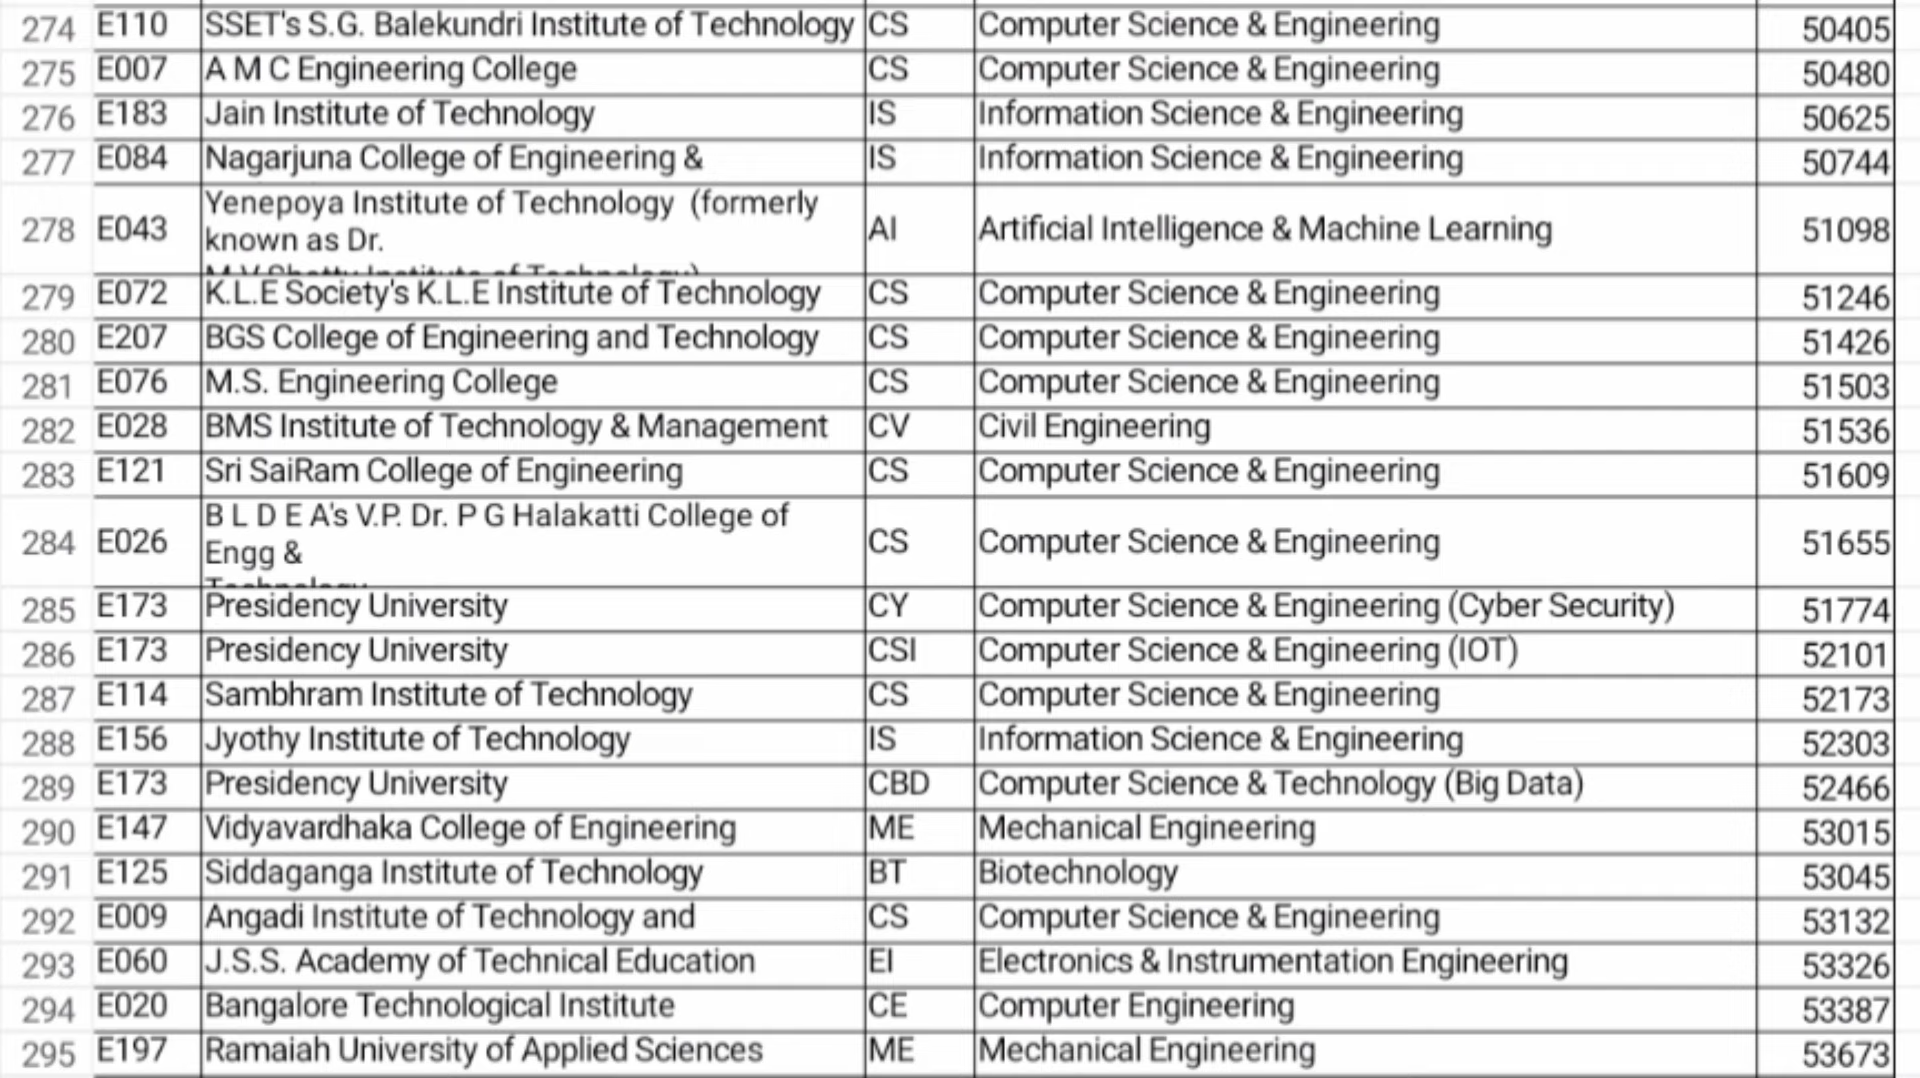 274 E110 SSET's S.G. Balekundri Institute of Technology CS Computer Science & Engineering 50405
275 E007 A M C Engineering College CS Computer Science & Engineering 50480
276 E183 Jain Institute of Technology IS Information Science & Engineering 50625
277 E084 Nagarjuna College of Engineering & IS Information Science & Engineering 50744
Yenepoya Institute of Technology (formerly
278 E043 known as Dr. AI Artificial Intelligence & Machine Learning 51098
M V Shetty Institute of Technology)
279 E072 K.L.E Society's K.L.E Institute of Technology CS Computer Science & Engineering 51246
280 E207 BGS College of Engineering and Technology CS Computer Science & Engineering 51426
281 E076 M.S. Engineering College CS Computer Science & Engineering 51503
282 E028 BMS Institute of Technology & Management CV Civil Engineering 51536
283 E121 Sri SaiRam College of Engineering CS Computer Science & Engineering 51609
B L D E A's V.P. Dr. P G Halakatti College of
284 E026 Engg & CS Computer Science & Engineering 51655
Technology
285 E173 Presidency University CY Computer Science & Engineering (Cyber Security) 51774
286 E173 Presidency University CSI Computer Science & Engineering (IOT) 52101
287 E114 Sambhram Institute of Technology CS Computer Science & Engineering 52173
288 E156 Jyothy Institute of Technology IS Information Science & Engineering 52303
289 E173 Presidency University CBD Computer Science & Technology (Big Data) 52466
290 E147 Vidyavardhaka College of Engineering ME Mechanical Engineering 53015
291 E125 Siddaganga Institute of Technology BT Biotechnology 53045
292 E009 Angadi Institute of Technology and CS Computer Science & Engineering 53132
293 E060 J.S.S. Academy of Technical Education EI Electronics & Instrumentation Engineering 53326
294 E020 Bangalore Technological Institute CE Computer Engineering 53387
295 E197 Ramaiah University of Applied Sciences ME Mechanical Engineering 53673